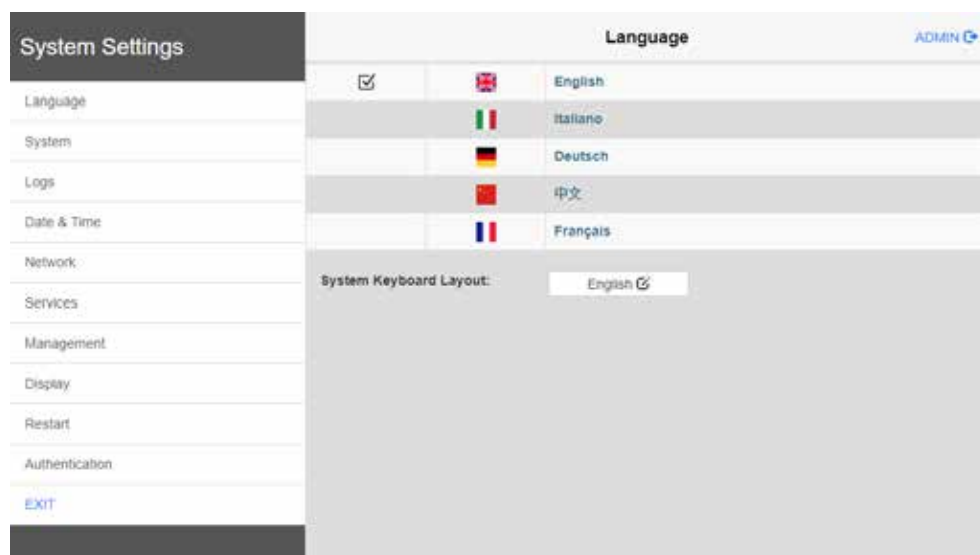 System Settings
Language
System
Logs
Date & Time
Network
Services
Management
Display
Restart
Authentication
EXIT
Language
ADMIN
English
Italiano
Deutsch
中文
Français
System Keyboard Layout:
English